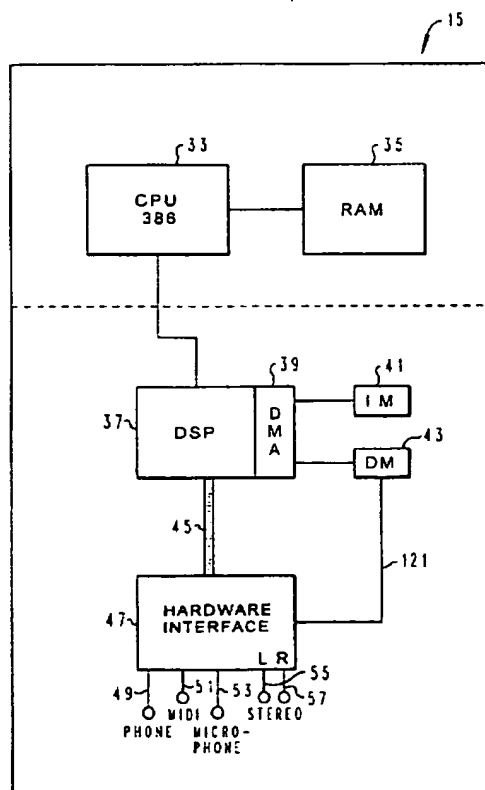 15
33
35
CPU
386
RAM
39
41
37
DSP
D
M
A
I M
43
DM
45
121
47
HARDWARE
INTERFACE
L R
49
51
53
55
57
PHONE
MIDI
MICRO-
PHONE
STEREO